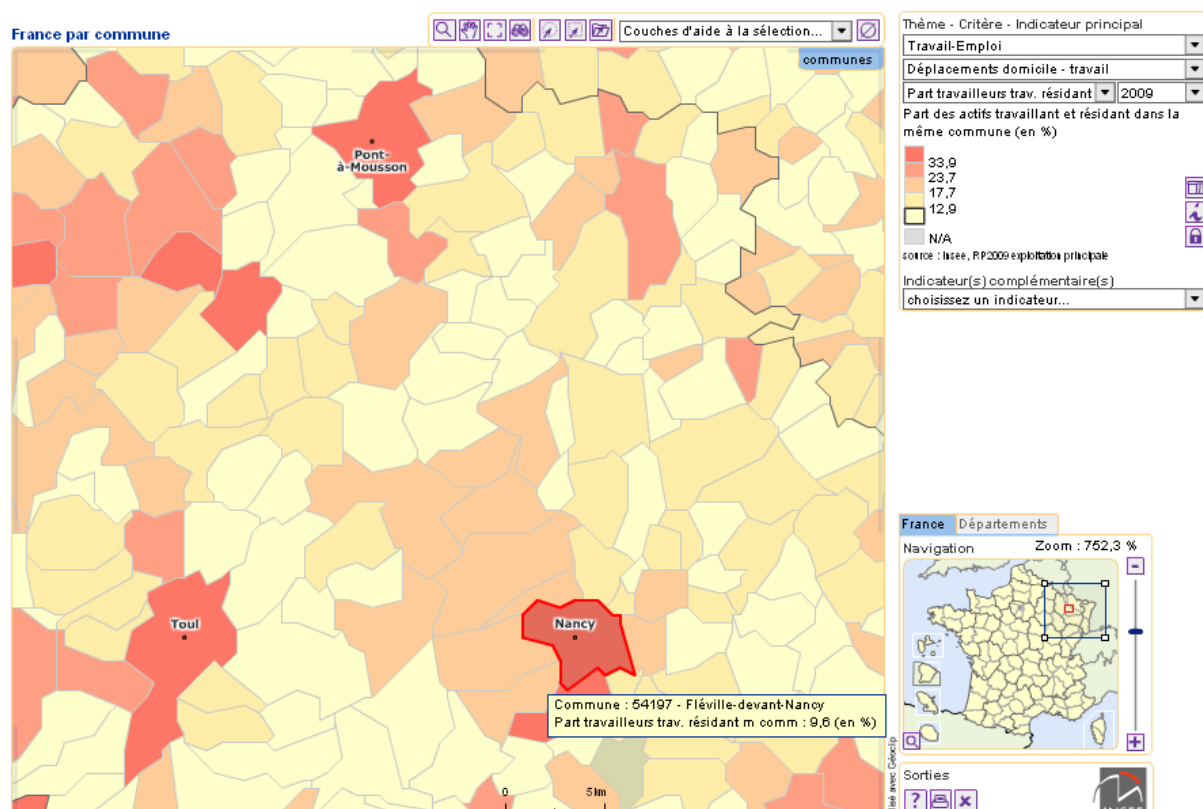 France par commune
Couches d'aide à la sélection...
communes
Pont-
à-Mousson
Toul
Nancy
Commune : 54197 - Fléville-devant-Nancy
Part travailleurs trav. résidant m comm : 9,6 (en %)
0 5 km
Thème - Critère - Indicateur principal
Travail-Emploi
Déplacements domicile - travail
Part travailleurs trav. résidant 2009
Part des actifs travaillant et résidant dans la
même commune (en %)
33,9
23,7
17,7
12,9
N/A
source : Insee, RP2009 exploitation principale
Indicateur(s) complémentaire(s)
choisissez un indicateur...
France Départements
Navigation Zoom : 752,3 %
isé avec Géoclip
Sorties